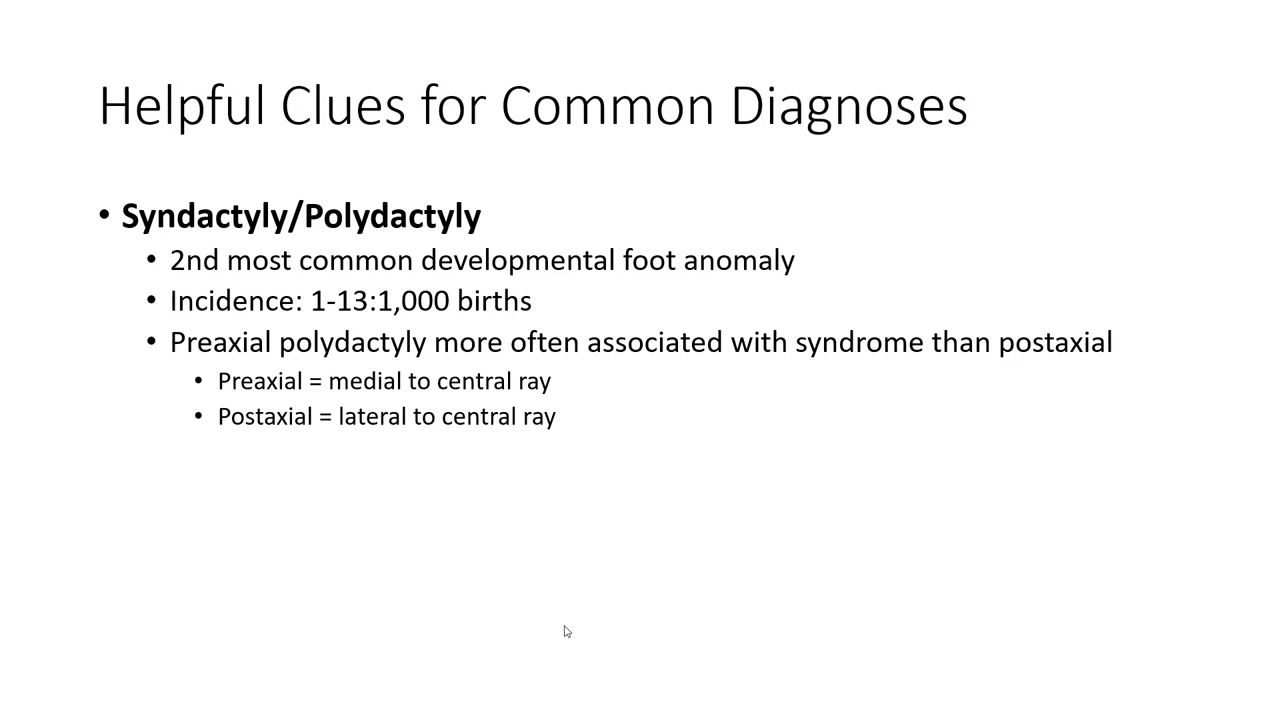 Helpful Clues for Common Diagnoses
• Syndactyly/Polydactyly
• 2nd most common developmental foot anomaly
• Incidence: 1-13:1,000 births
• Preaxial polydactyly more often associated with syndrome than postaxial
• Preaxial = medial to central ray
• Postaxial = lateral to central ray